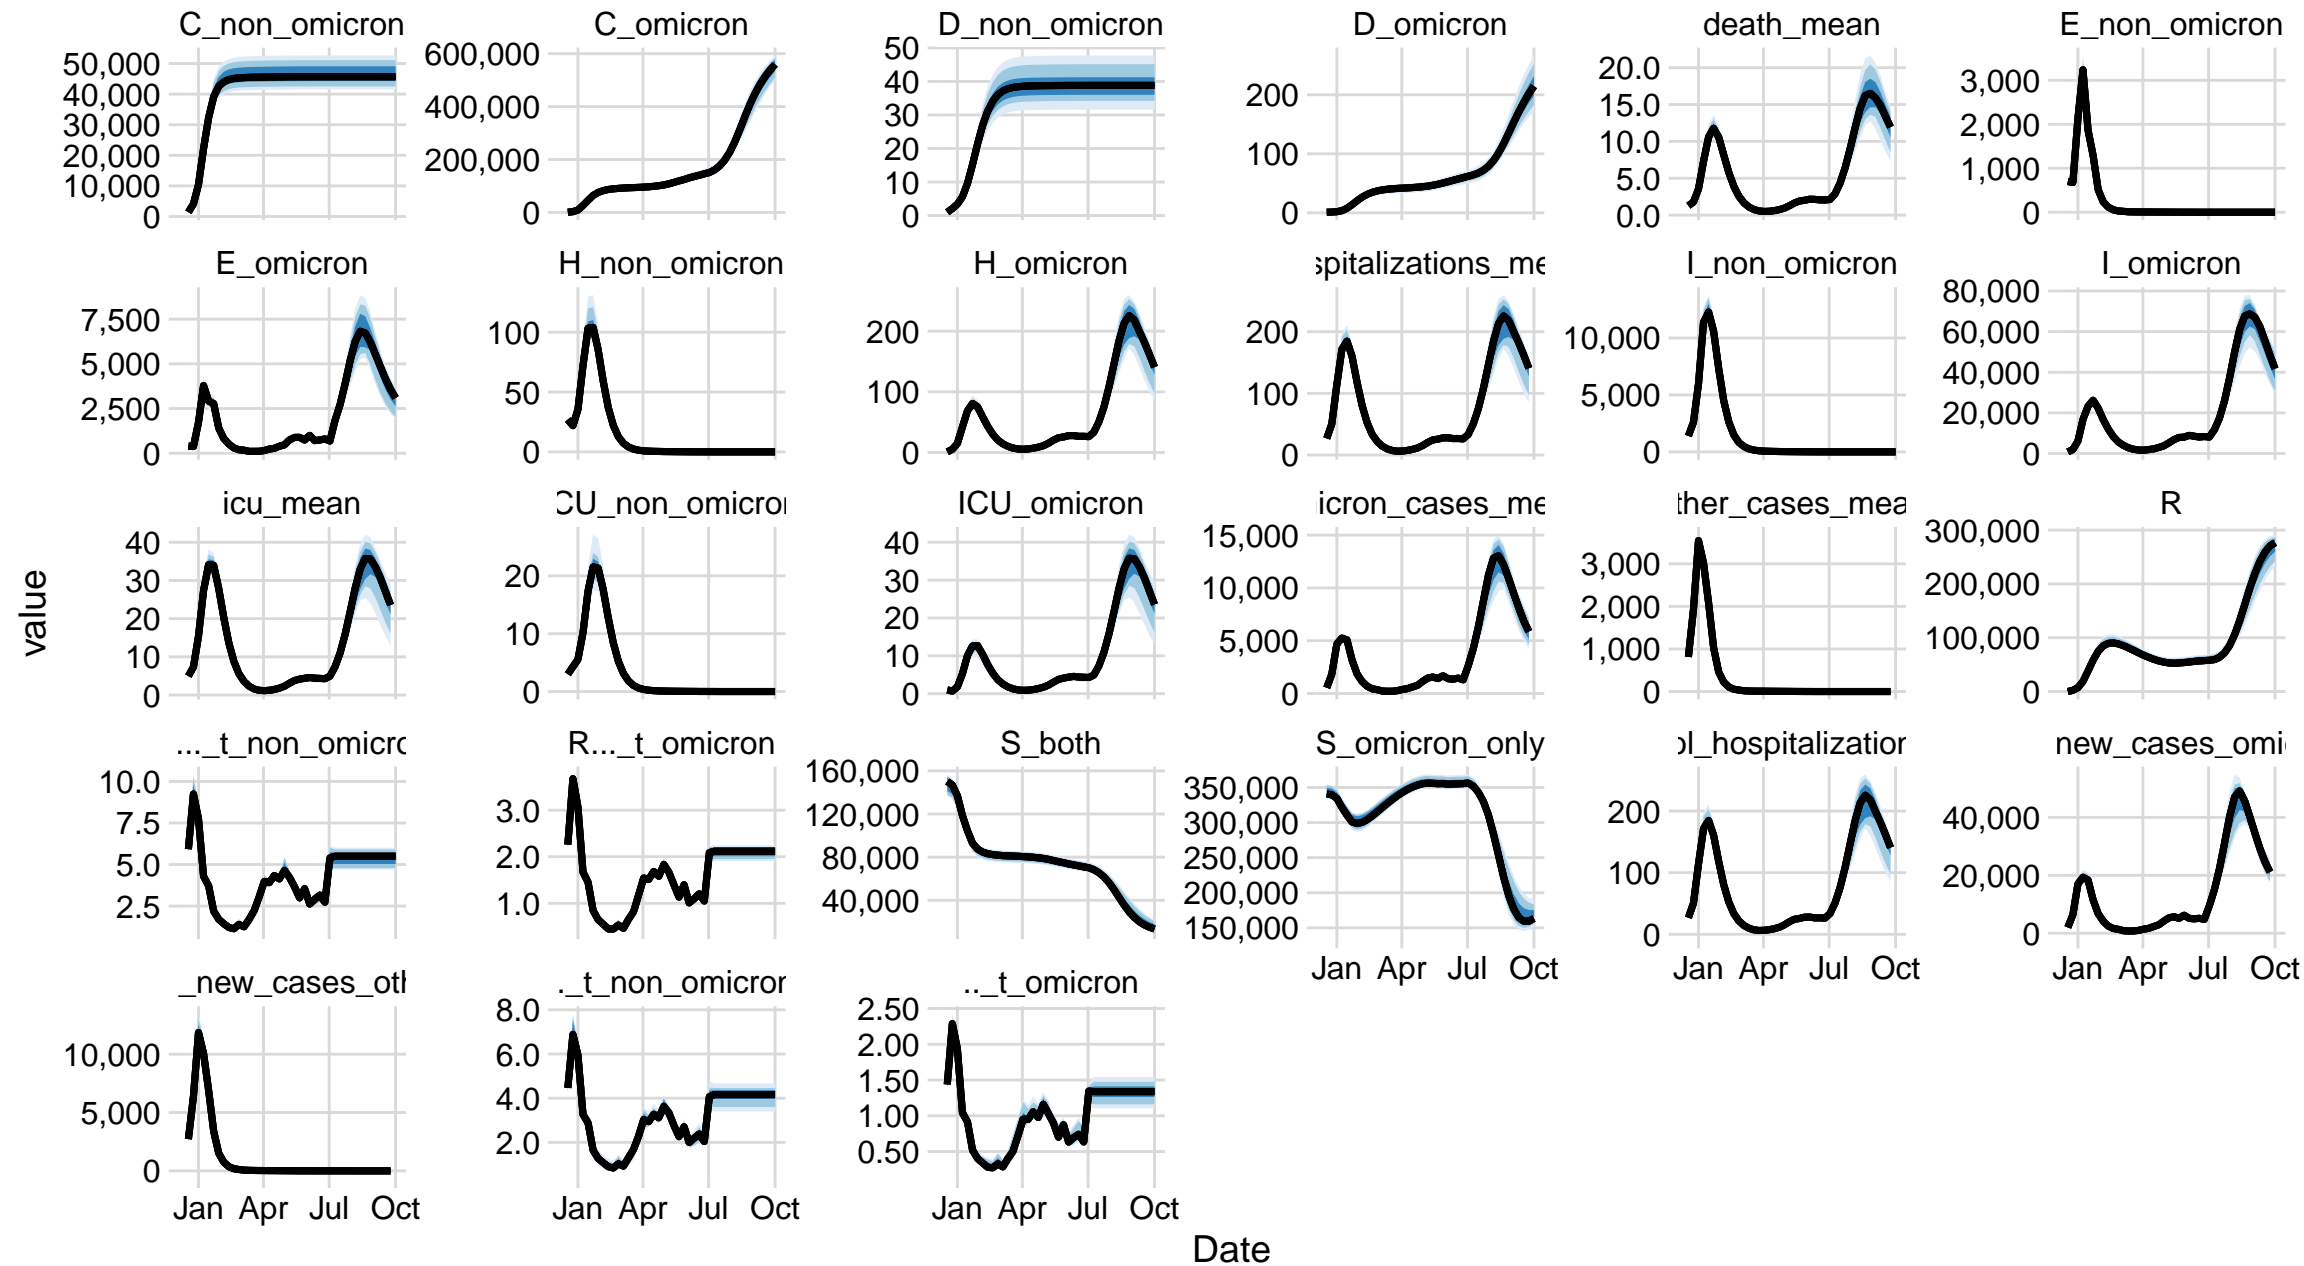 C_non_omicron C_omicron D_non_omicron D_omicron death_mean E_non_omicron
50,000 40,000 30,000 20,000 10,000 0
600,000 400,000 200,000 0
50 40 30 20 10 0
200 100 0
20.0 15.0 10.0 5.0 0.0
3,000 2,000 1,000 0
E_omicron H_non_omicron H_omicron spitalizations_me I_non_omicron I_omicron
7,500 5,000 2,500 0
100 50 0
200 100 0
200 100 0
10,000 5,000 0
80,000 60,000 40,000 20,000 0
icu_mean CU_non_omicron ICU_omicron icron_cases_me ther_cases_mea R
40 30 20 10 0
20 10 0
40 30 20 10 0
15,000 10,000 5,000 0
3,000 2,000 1,000 0
300,000 200,000 100,000 0
value
..._t_non_omicro R..._t_omicron S_both S_omicron_only ol_hospitalization new_cases_omi
10.0 7.5 5.0 2.5
3.0 2.0 1.0
160,000 120,000 80,000 40,000
350,000 300,000 250,000 200,000 150,000
200 100 0
40,000 20,000 0
Jan Apr Jul Oct Jan Apr Jul Oct Jan Apr Jul Oct
_new_cases_oth ._t_non_omicron .._t_omicron
10,000 5,000 0
8.0 6.0 4.0 2.0
2.50 2.00 1.50 1.00 0.50
Jan Apr Jul Oct Jan Apr Jul Oct Jan Apr Jul Oct
Date